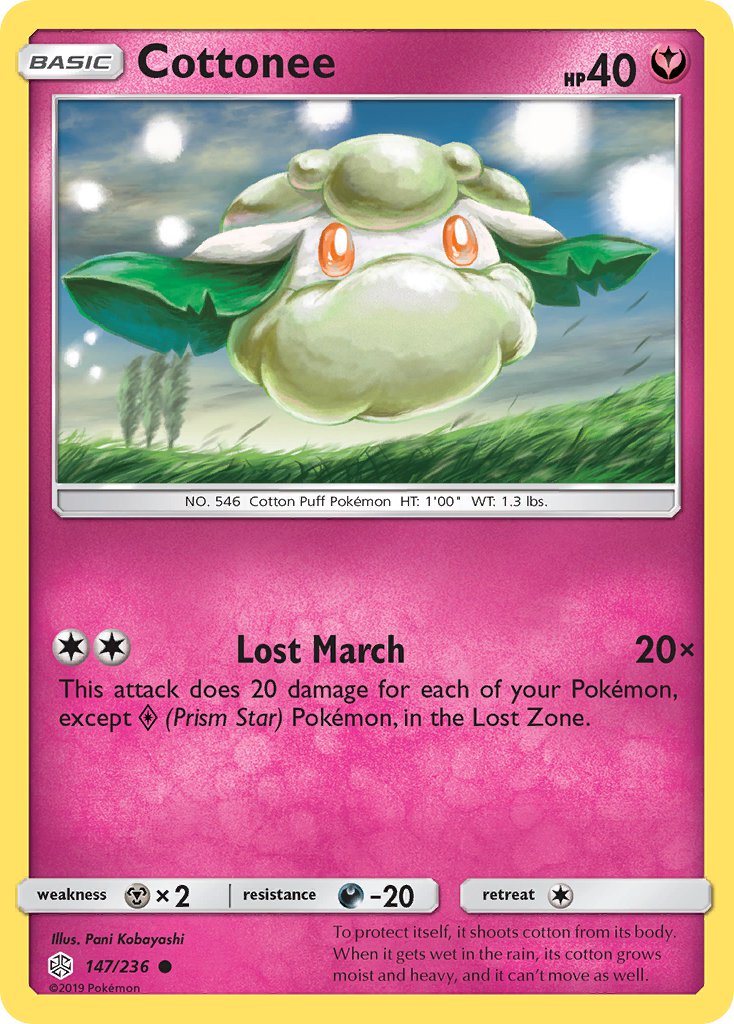 BASIC Cottonee HP40
NO. 546 Cotton Puff Pokémon HT: 1'00" WT: 1.3 lbs.
Lost March 20×
This attack does 20 damage for each of your Pokémon,
except (Prism Star) Pokémon, in the Lost Zone.
weakness ×2 resistance -20 retreat
Illus. Pani Kobayashi
147/236
©2019 Pokémon
To protect itself, it shoots cotton from its body.
When it gets wet in the rain, its cotton grows
moist and heavy, and it can't move as well.